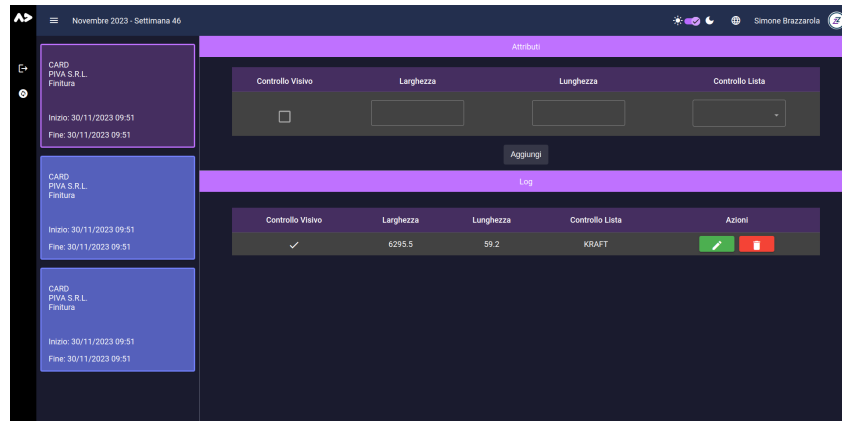 Novembre 2023 - Settimana 46
Simone Brazzarola
CARD
PIVA S.R.L.
Finitura
Inizio: 30/11/2023 09:51
Fine: 30/11/2023 09:51
CARD
PIVA S.R.L.
Finitura
Inizio: 30/11/2023 09:51
Fine: 30/11/2023 09:51
CARD
PIVA S.R.L.
Finitura
Inizio: 30/11/2023 09:51
Fine: 30/11/2023 09:51
Attributi
Controllo Visivo Larghezza Lunghezza Controllo Lista
Aggiungi
Log
Controllo Visivo Larghezza Lunghezza Controllo Lista Azioni
6295.5 59.2 KRAFT